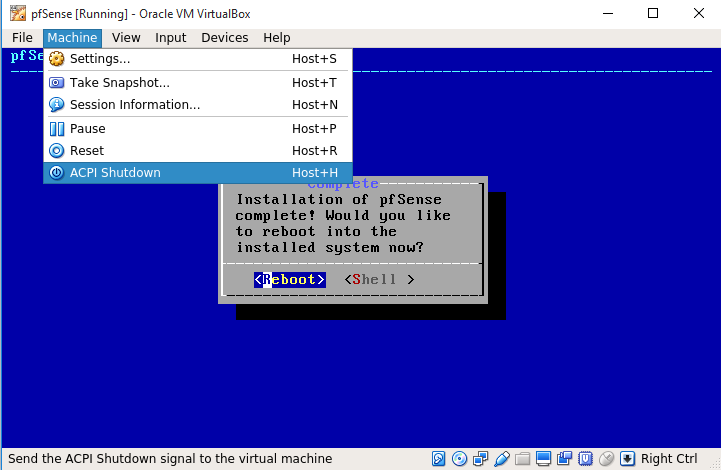 pfSense [Running] - Oracle VM VirtualBox
File Machine View Input Devices Help
Settings... Host+S
Take Snapshot... Host+T
Session Information... Host+N
Pause Host+P
Reset Host+R
ACPI Shutdown Host+H
Complete
Installation of pfSense
complete! Would you like
to reboot into the
installed system now?
<Reboot> <Shell >
Send the ACPI Shutdown signal to the virtual machine
Right Ctrl